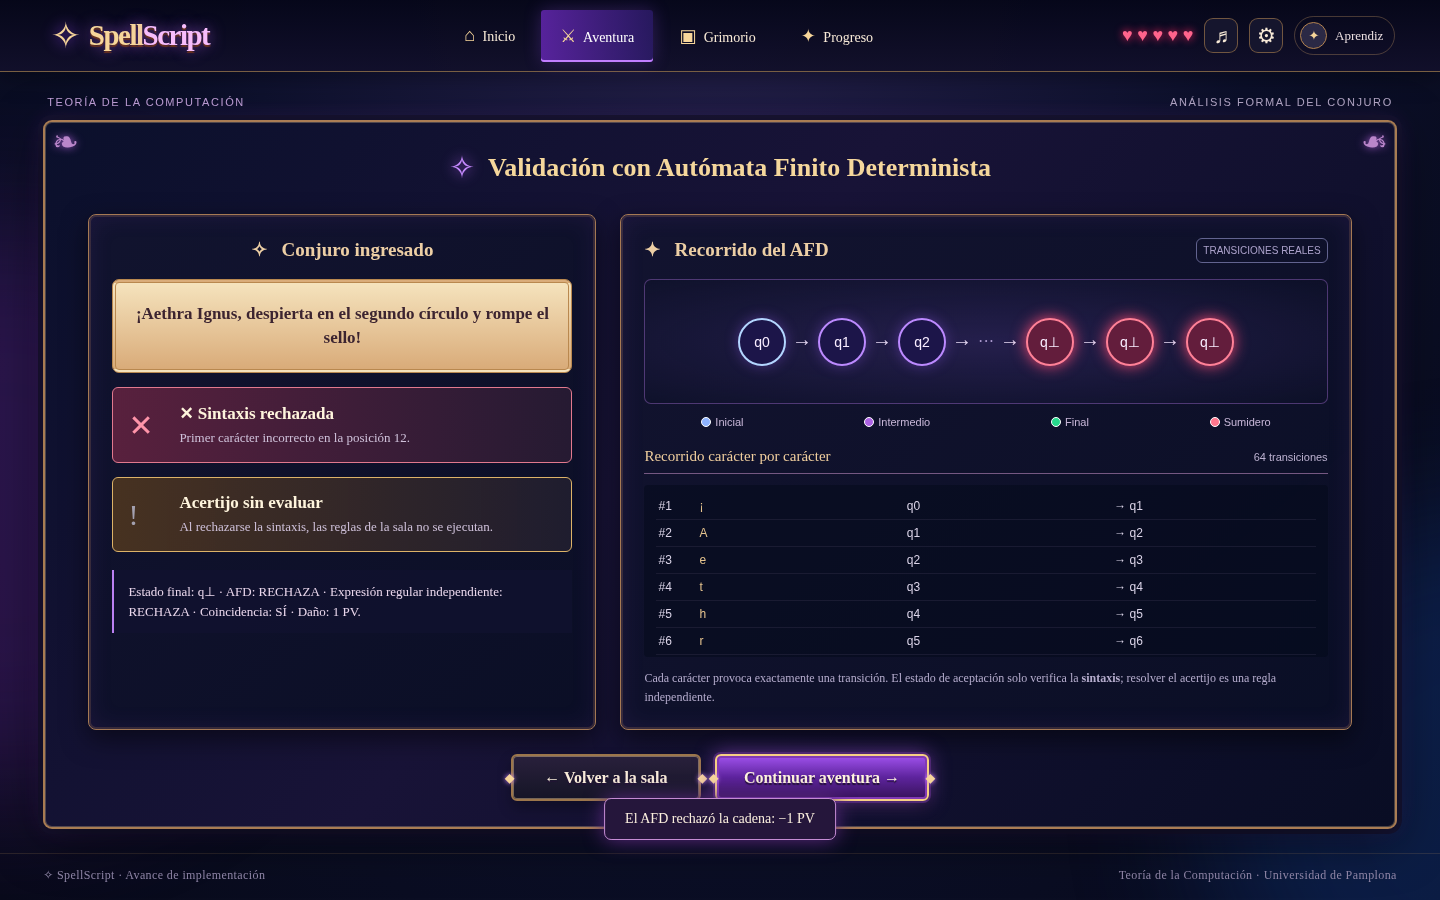 SpellScript
Inicio
Aventura
Grimorio
Progreso
Aprendiz
TEORÍA DE LA COMPUTACIÓN
ANÁLISIS FORMAL DEL CONJURO
Validación con Autómata Finito Determinista
Conjuro ingresado
¡Aethra Ignus, despierta en el segundo círculo y rompe el
sello!
✕ Sintaxis rechazada
Primer carácter incorrecto en la posición 12.
! Acertijo sin evaluar
Al rechazarse la sintaxis, las reglas de la sala no se ejecutan.
Estado final: q⊥ · AFD: RECHAZA · Expresión regular independiente:
RECHAZA · Coincidencia: SÍ · Daño: 1 PV.
Recorrido del AFD
TRANSICIONES REALES
q0 → q1 → q2 → ··· → q⊥ → q⊥ → q⊥
Inicial
Intermedio
Final
Sumidero
Recorrido carácter por carácter
64 transiciones
#1 ¡ q0 → q1
#2 A q1 → q2
#3 e q2 → q3
#4 t q3 → q4
#5 h q4 → q5
#6 r q5 → q6
Cada carácter provoca exactamente una transición. El estado de aceptación solo verifica la sintaxis; resolver el acertijo es una regla
independiente.
← Volver a la sala
Continuar aventura →
El AFD rechazó la cadena: −1 PV
✧ SpellScript · Avance de implementación
Teoría de la Computación · Universidad de Pamplona